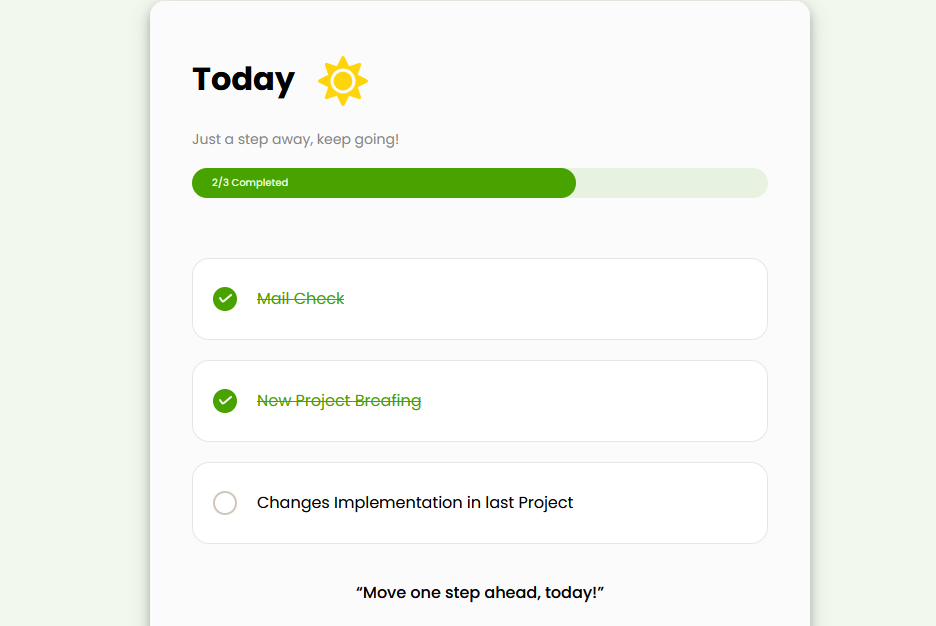 Today
Just a step away, keep going!
2/3 Completed
Mail Check
New Project Breafing
Changes Implementation in last Project
“Move one step ahead, today!”